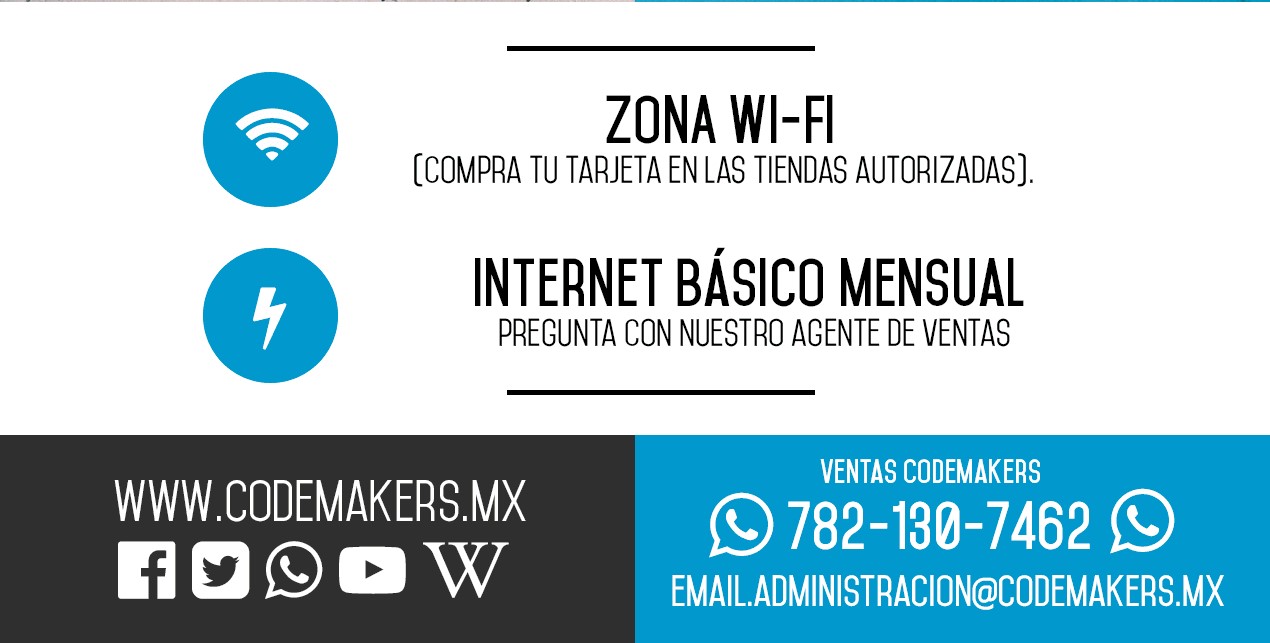 ZONA WI-FI
(COMPRA TU TARJETA EN LAS TIENDAS AUTORIZADAS).
INTERNET BÁSICO MENSUAL
PREGUNTA CON NUESTRO AGENTE DE VENTAS
WWW.CODEMAKERS.MX
VENTAS CODEMAKERS
782-130-7462
EMAIL.ADMINISTRACION@CODEMAKERS.MX